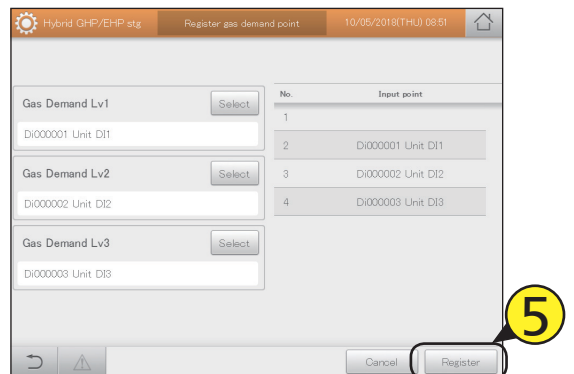 Hybrid GHP/EHP stg Register gas demand point 10/05/2018(THU) 08:51
Gas Demand Lv1 Select
Di000001 Unit DI1
Gas Demand Lv2 Select
Di000002 Unit DI2
Gas Demand Lv3 Select
Di000003 Unit DI3
No. Input point
1
2 Di000001 Unit DI1
3 Di000002 Unit DI2
4 Di000003 Unit DI3
5
Cancel Register